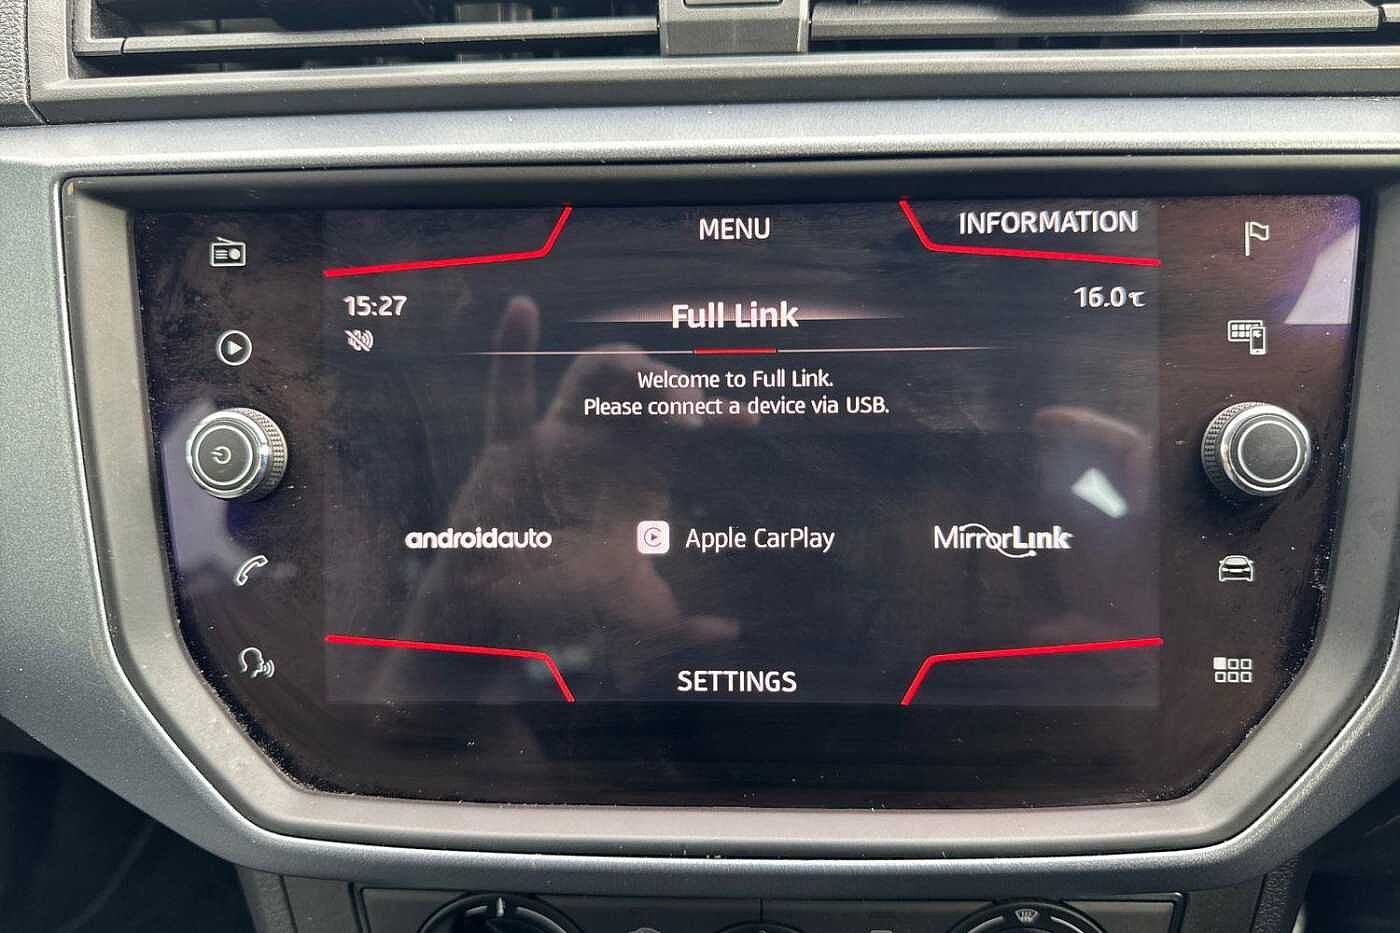 MENU
INFORMATION
15:27
16.0℃
Full Link
Welcome to Full Link.
Please connect a device via USB.
androidauto
Apple CarPlay
MirrorLink
SETTINGS